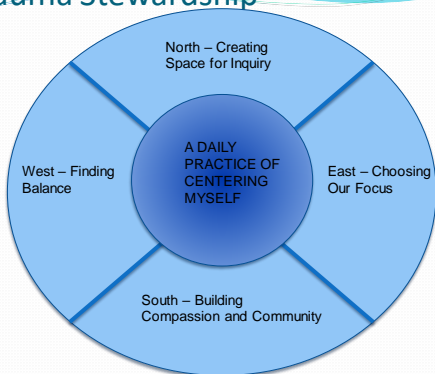 Stewardship
North – Creating
Space for Inquiry
A DAILY
PRACTICE OF
CENTERING
MYSELF
West – Finding
Balance
East – Choosing
Our Focus
South – Building
Compassion and Community